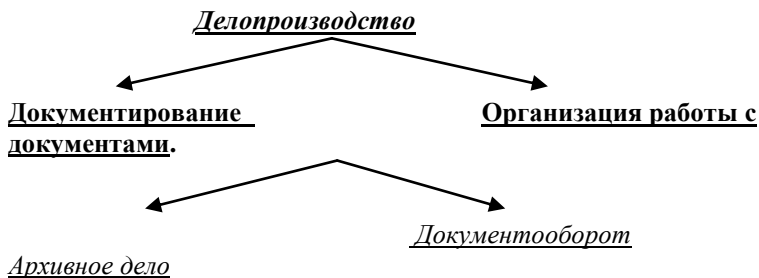 Делопроизводство
Документирование Организация работы с
документами.
Документооборот
Архивное дело